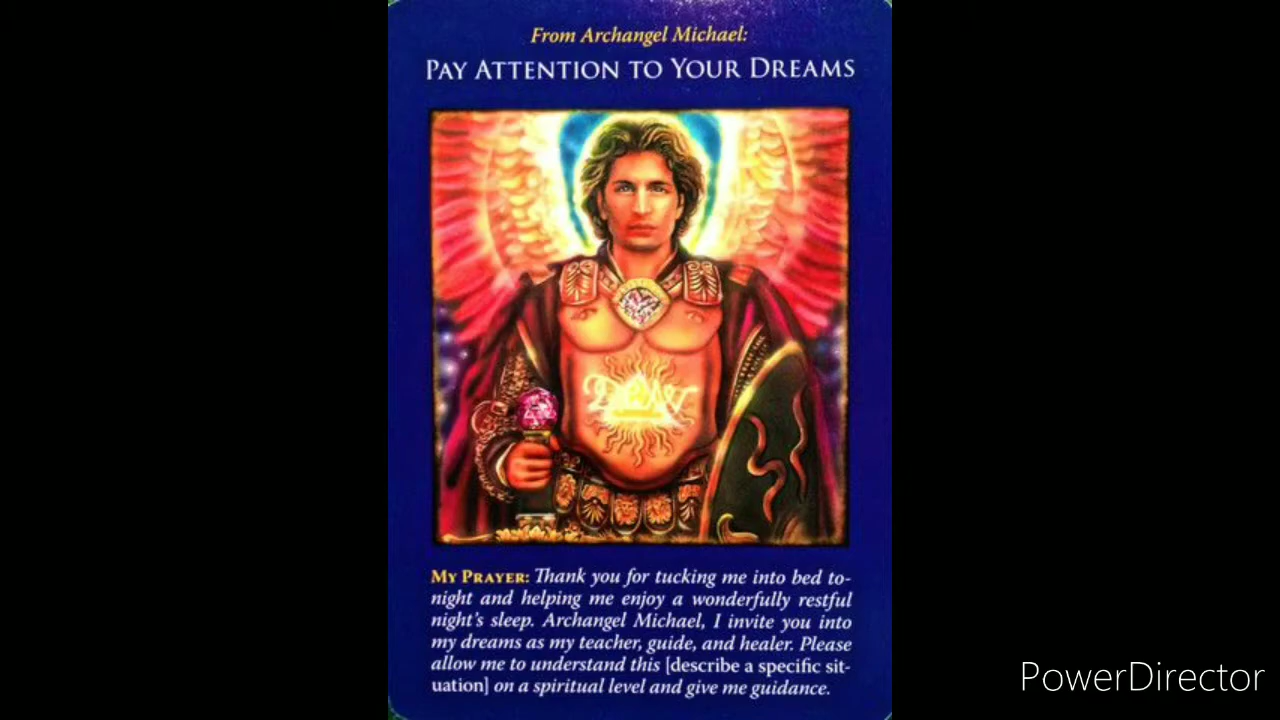 From Archangel Michael:
PAY ATTENTION TO YOUR DREAMS
MY PRAYER: Thank you for tucking me into bed to-
night and helping me enjoy a wonderfully restful
night's sleep. Archangel Michael, I invite you into
my dreams as my teacher, guide, and healer. Please
allow me to understand this [describe a specific sit-
uation] on a spiritual level and give me guidance.
PowerDirector